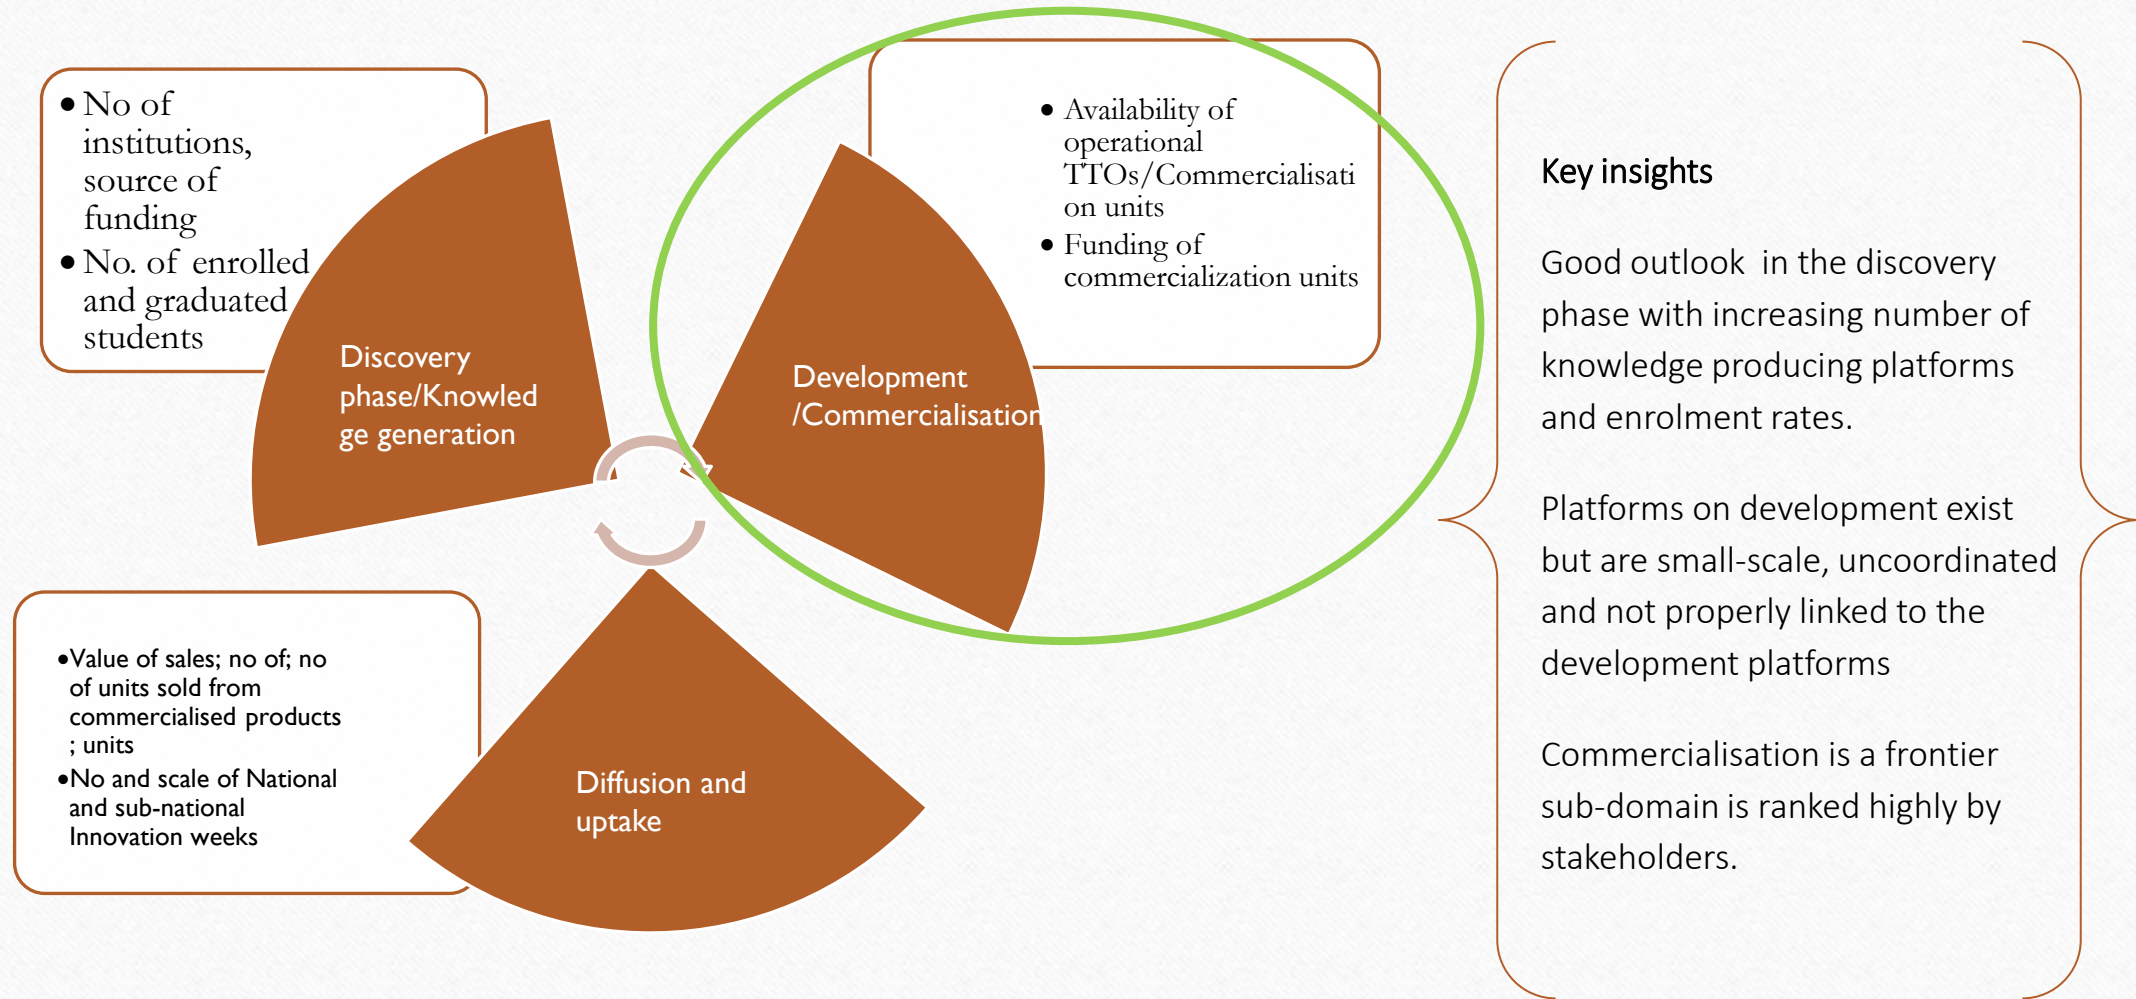 • No of
institutions,
source of
funding
• No. of enrolled
and graduated
students
Discovery
phase/Knowled
ge generation
• Availability of
operational
TTOs/Commercialisati
on units
• Funding of
commercialization units
Development
/Commercialisation
•Value of sales; no of; no
of units sold from
commercialised products
; units
•No and scale of National
and sub-national
Innovation weeks
Diffusion and
uptake
Key insights
Good outlook in the discovery
phase with increasing number of
knowledge producing platforms
and enrolment rates.
Platforms on development exist
but are small-scale, uncoordinated
and not properly linked to the
development platforms
Commercialisation is a frontier
sub-domain is ranked highly by
stakeholders.